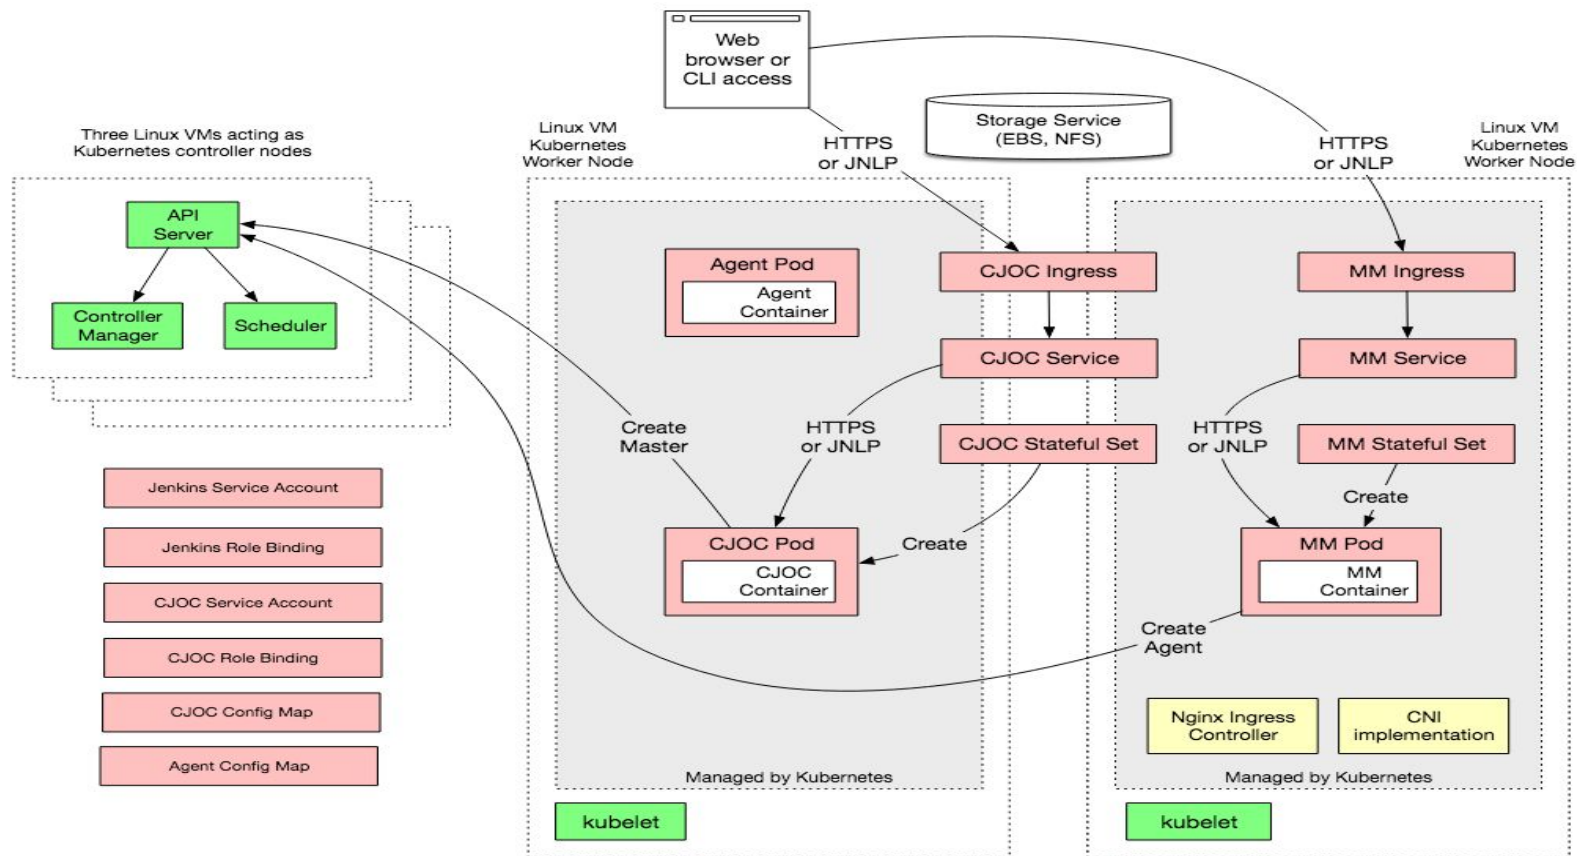 Web
browser or
CLI access
Storage Service
(EBS, NFS)
HTTPS
or JNLP
HTTPS
or JNLP
Three Linux VMs acting as
Kubernetes controller nodes
API
Server
Controller
Manager
Scheduler
Jenkins Service Account
Jenkins Role Binding
CJOC Service Account
CJOC Role Binding
CJOC Config Map
Agent Config Map
Linux VM
Kubernetes
Worker Node
Agent Pod
Agent
Container
CJOC Ingress
CJOC Service
CJOC Stateful Set
Create
Master
HTTPS
or JNLP
Create
CJOC Pod
CJOC
Container
Managed by Kubernetes
kubelet
Linux VM
Kubernetes
Worker Node
MM Ingress
MM Service
MM Stateful Set
HTTPS
or JNLP
Create
MM Pod
MM
Container
Create
Agent
Nginx Ingress
Controller
CNI
implementation
Managed by Kubernetes
kubelet